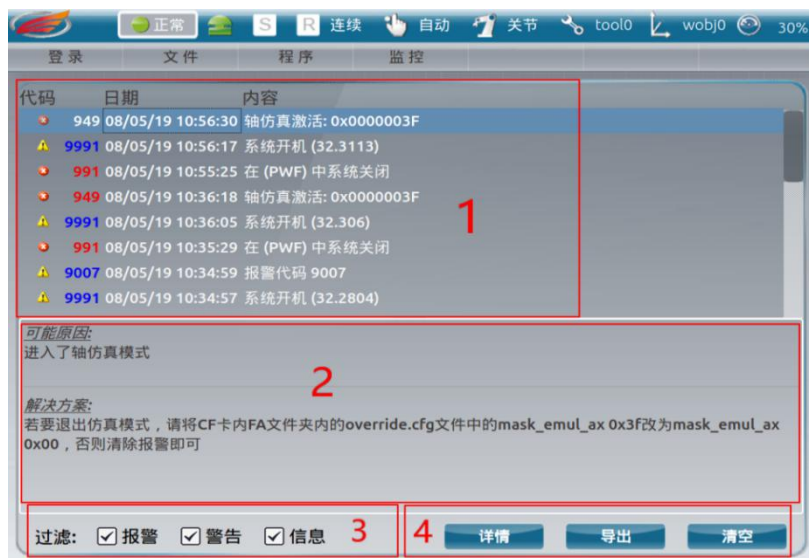 正常 S R 连续 自动 关节 tool0 wobj0 30%
登录 文件 程序 监控
代码 日期 内容
949 08/05/19 10:56:30 轴仿真激活: 0x0000003F
9991 08/05/19 10:56:17 系统开机 (32.3113)
991 08/05/19 10:55:25 在 (PWF) 中系统关闭
949 08/05/19 10:36:18 轴仿真激活: 0x0000003F
9991 08/05/19 10:36:05 系统开机 (32.306)
991 08/05/19 10:35:29 在 (PWF) 中系统关闭
9007 08/05/19 10:34:59 报警代码 9007
9991 08/05/19 10:34:57 系统开机 (32.2804)
1
可能原因:
进入了轴仿真模式
2
解决方案:
若要退出仿真模式，请将CF卡内FA文件夹内的override.cfg文件中的mask_emul_ax 0x3f改为mask_emul_ax
0x00，否则清除报警即可
过滤: 报警 警告 信息 3 4 详情 导出 清空